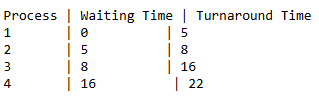 Process | Waiting Time | Turnaround Time
1       | 0          | 5
2       | 5          | 8
3       | 8          | 16
4       | 16          | 22